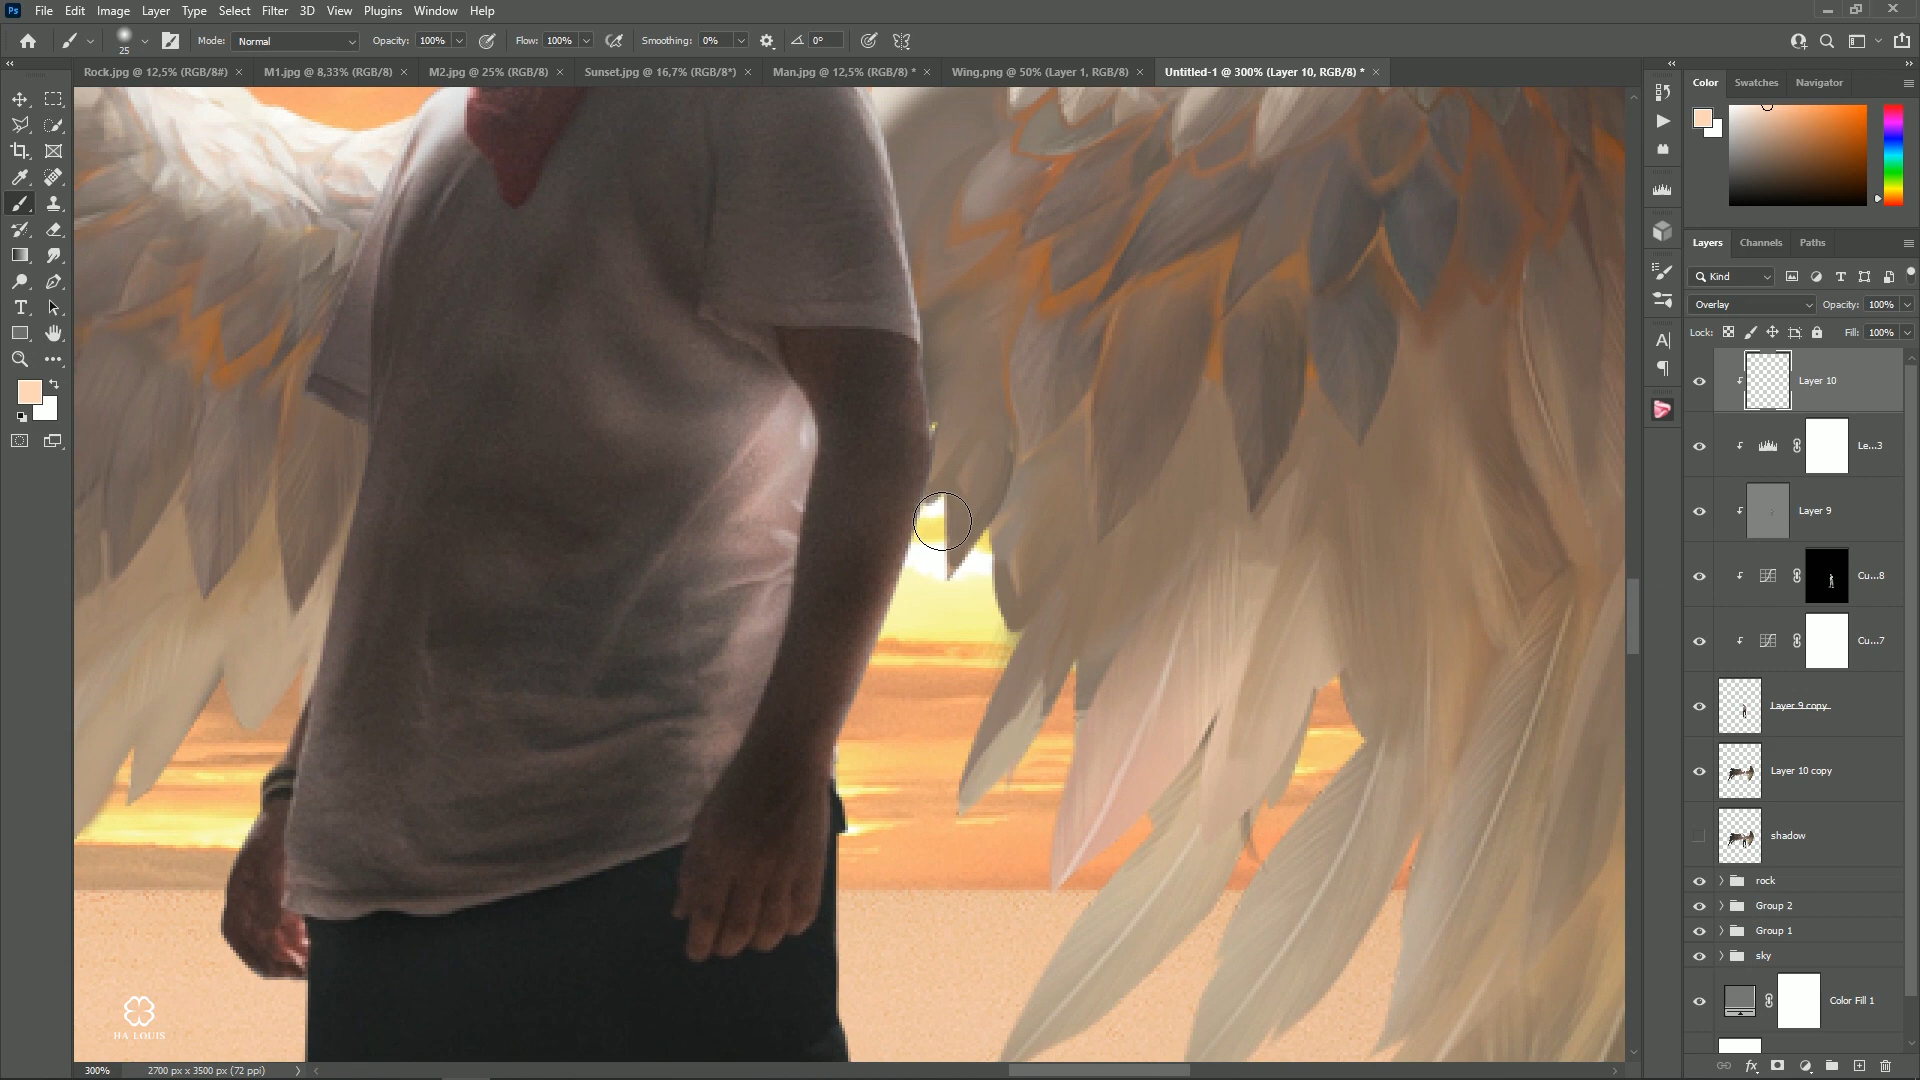 Ps File Edit Image Layer Type Select Filter 3D View Plugins Window Help
25 Mode: Normal Opacity: 100% Flow: 100% Smoothing: 0% 0°
Rock.jpg @ 12,5% (RGB/8#) M1.jpg @ 8,33% (RGB/8) M2.jpg @ 25% (RGB/8) Sunset.jpg @ 16,7% (RGB/8*) Man.jpg @ 12,5% (RGB/8) * Wing.png @ 50% (Layer 1, RGB/8) Untitled-1 @ 300% (Layer 10, RGB/8) *
Color Swatches Navigator
Layers Channels Paths
Kind
Overlay Opacity: 100%
Lock: Fill: 100%
Layer 10
Le...3
Layer 9
Cu...8
Cu...7
Layer 9 copy
Layer 10 copy
shadow
rock
Group 2
Group 1
sky
Color Fill 1
HA LOUIS
300% 2700 px x 3500 px (72 ppi)